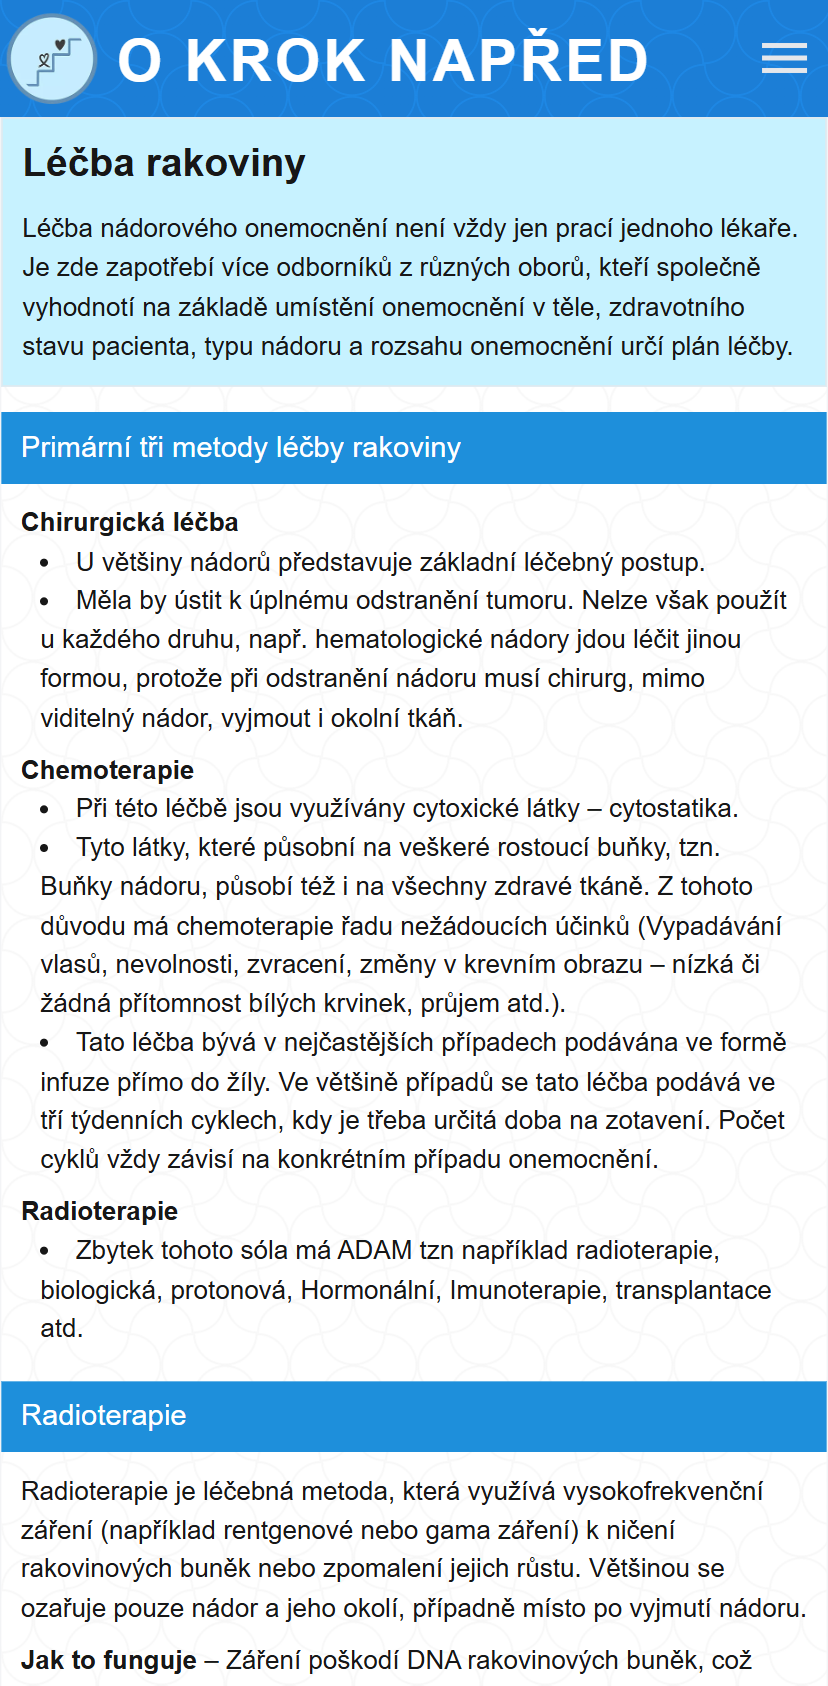 O KROK NAPŘED
Léčba rakoviny
Léčba nádorového onemocnění není vždy jen prací jednoho lékaře.
Je zde zapotřebí více odborníků z různých oborů, kteří společně
vyhodnotí na základě umístění onemocnění v těle, zdravotního
stavu pacienta, typu nádoru a rozsahu onemocnění určí plán léčby.
Primární tři metody léčby rakoviny
Chirurgická léčba
• U většiny nádorů představuje základní léčebný postup.
• Měla by ústit k úplnému odstranění tumoru. Nelze však použít
u každého druhu, např. hematologické nádory jdou léčit jinou
formou, protože při odstranění nádoru musí chirurg, mimo
viditelný nádor, vyjmout i okolní tkáň.
Chemoterapie
• Při této léčbě jsou využívány cytoxické látky – cytostatika.
• Tyto látky, které působní na veškeré rostoucí buňky, tzn.
Buňky nádoru, působí též i na všechny zdravé tkáně. Z tohoto
důvodu má chemoterapie řadu nežádoucích účinků (Vypadávání
vlasů, nevolnosti, zvracení, změny v krevním obrazu – nízká či
žádná přítomnost bílých krvinek, průjem atd.).
• Tato léčba bývá v nejčastějších případech podávána ve formě
infuze přímo do žíly. Ve většině případů se tato léčba podává ve
tří týdenních cyklech, kdy je třeba určitá doba na zotavení. Počet
cyklů vždy závisí na konkrétním případu onemocnění.
Radioterapie
• Zbytek tohoto sóla má ADAM tzn například radioterapie,
biologická, protonová, Hormonální, Imunoterapie, transplantace
atd.
Radioterapie
Radioterapie je léčebná metoda, která využívá vysokofrekvenční
záření (například rentgenové nebo gama záření) k ničení
rakovinových buněk nebo zpomalení jejich růstu. Většinou se
ozařuje pouze nádor a jeho okolí, případně místo po vyjmutí nádoru.
Jak to funguje – Záření poškodí DNA rakovinových buněk, což